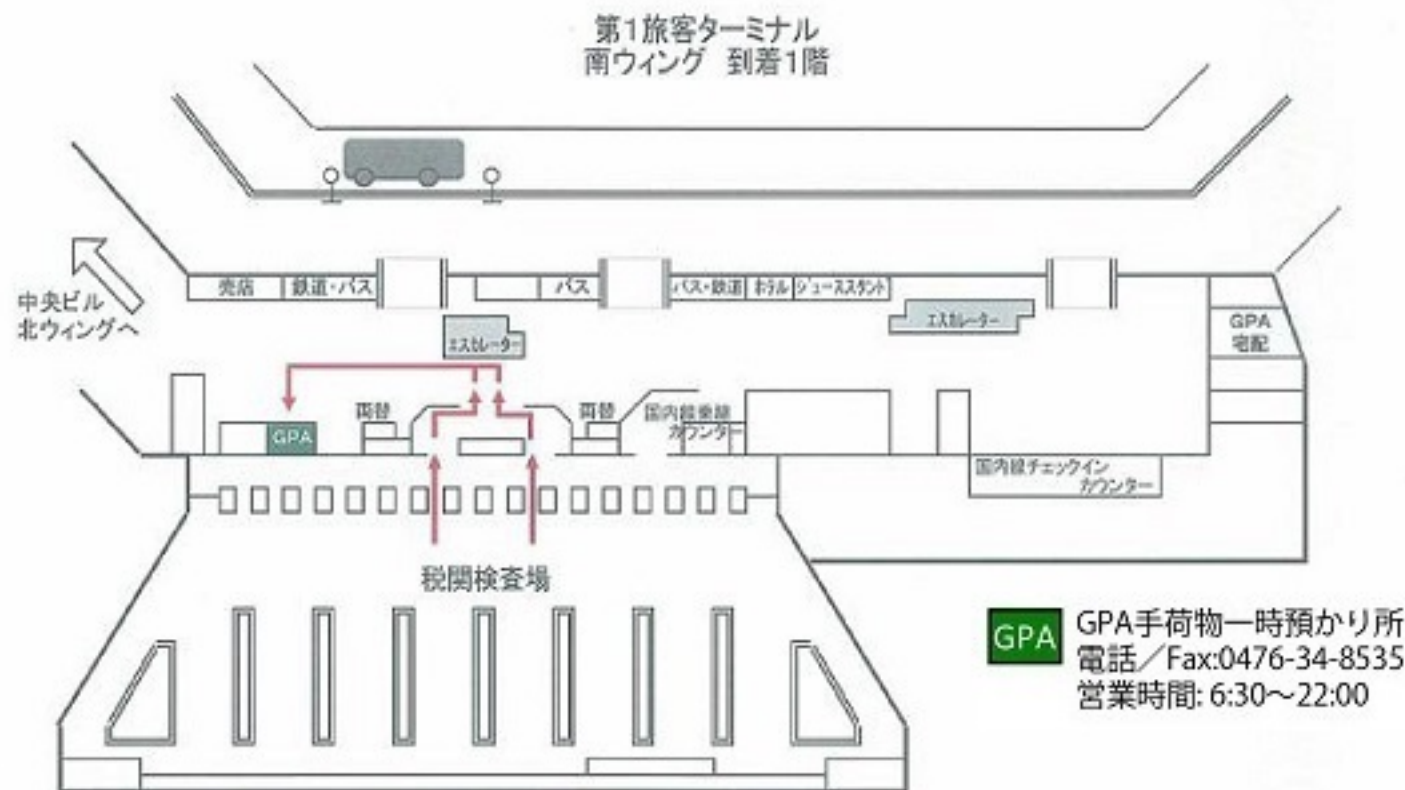 第1旅客ターミナル
南ウィング 到着1階
中央ビル
北ウィングへ
売店
鉄道・バス
バス
バス・鉄道
ホテル
ジューススタンド
エスカレーター
エスカレーター
GPA
宅配
GPA
両替
両替
国内線乗継
カウンター
国内線チェックイン
カウンター
税関検査場
GPA
GPA手荷物一時預かり所
電話／Fax:0476-34-8535
営業時間: 6:30～22:00